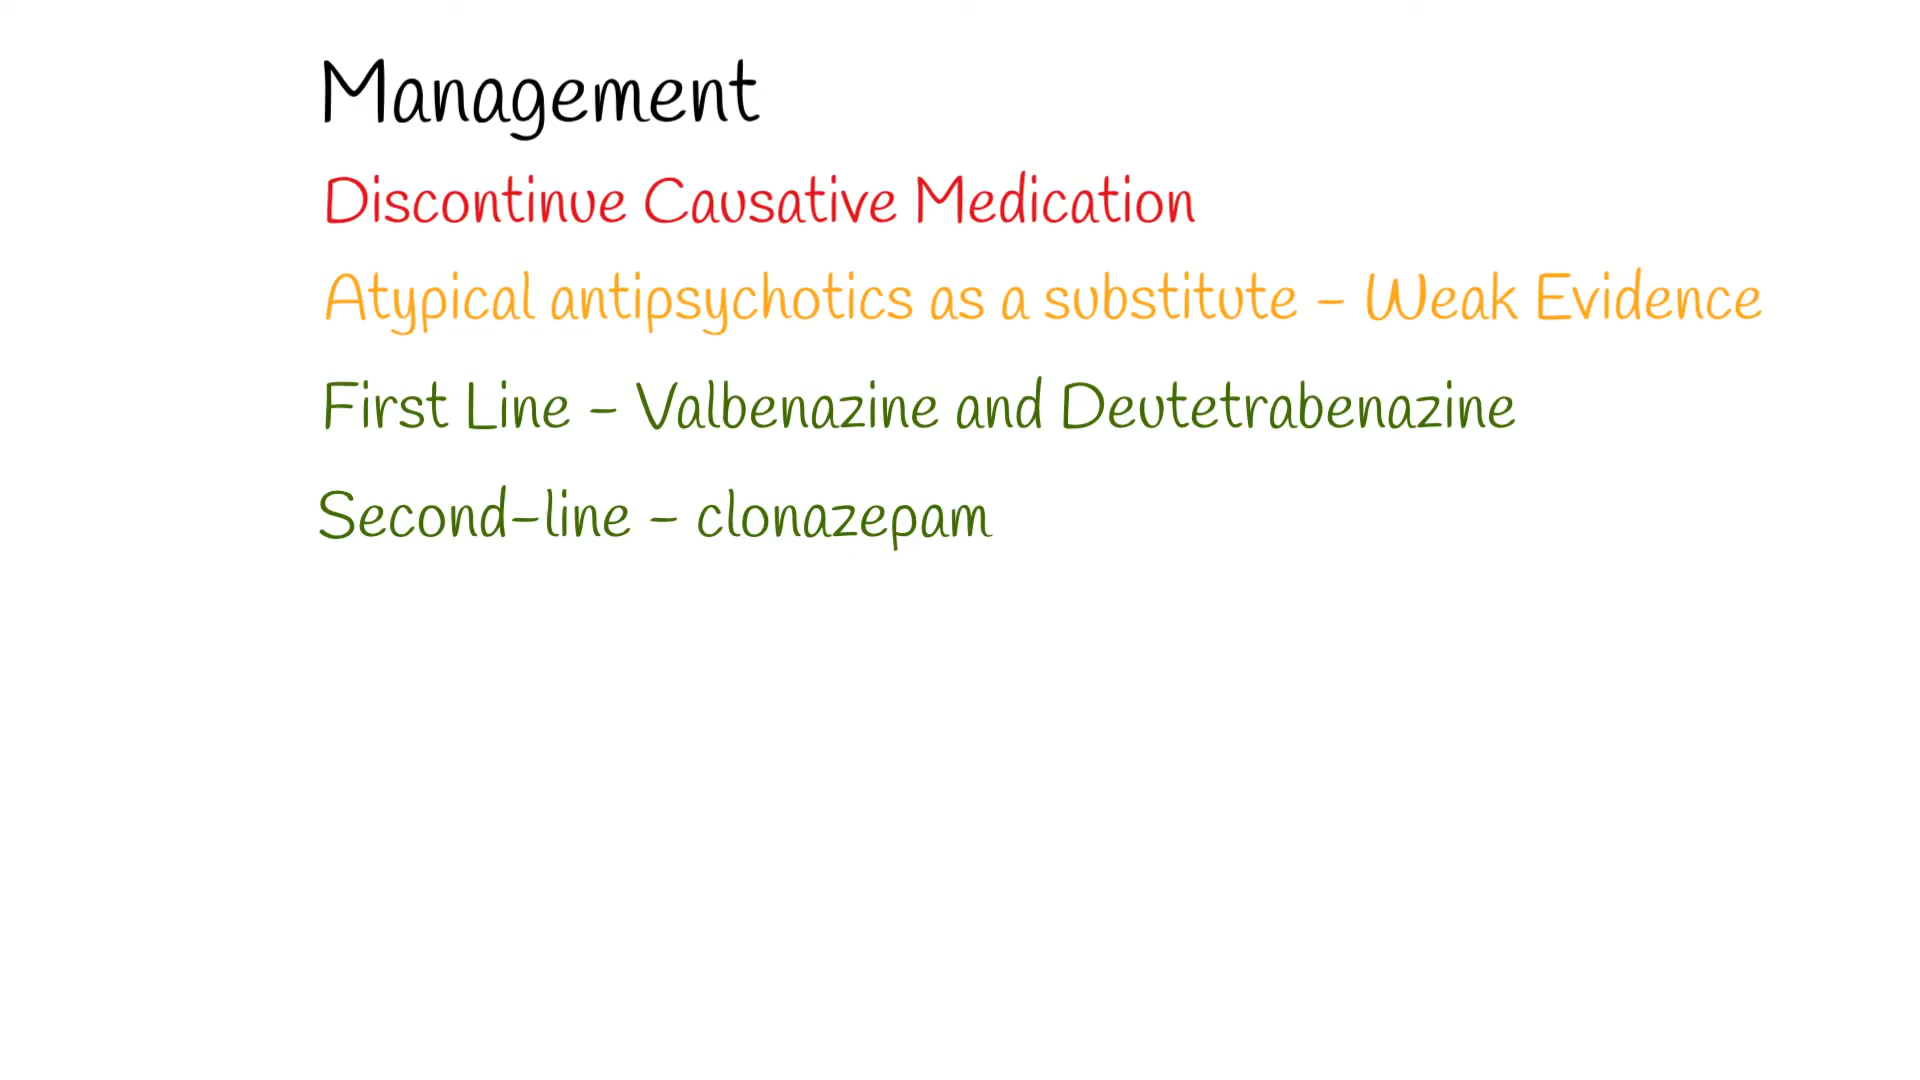 Management
Discontinue Causative Medication
Atypical antipsychotics as a substitute - Weak Evidence
First Line - Valbenazine and Deutetrabenazine
Second-line - clonazepam